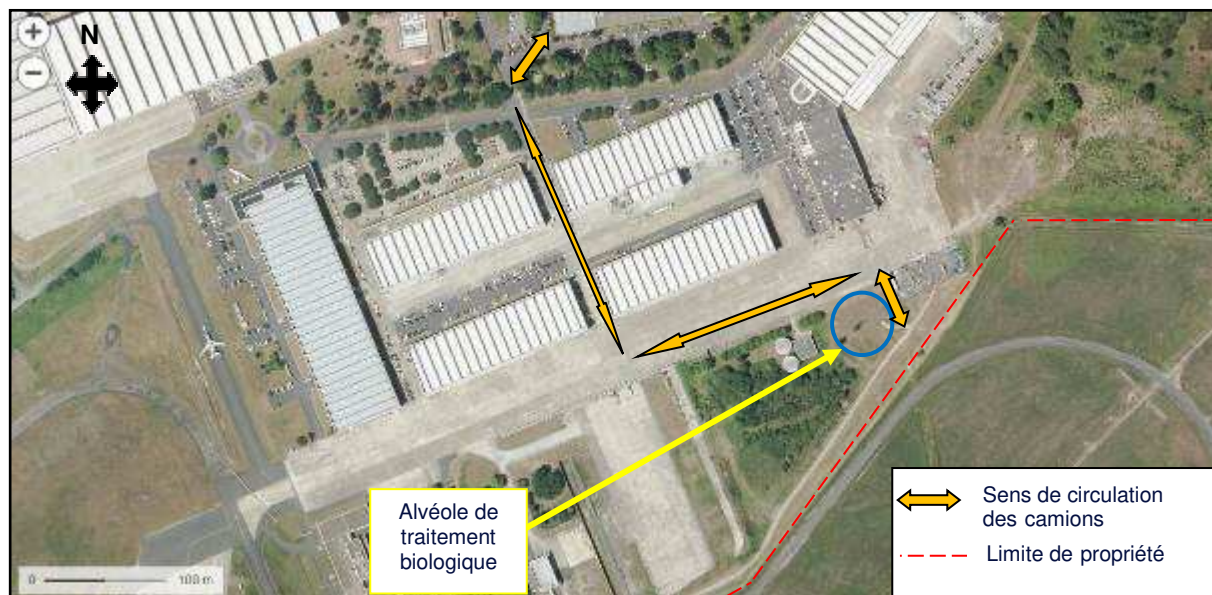 +
N
−
Alvéole de
traitement
biologique
Sens de circulation
des camions
Limite de propriété
0 100 m